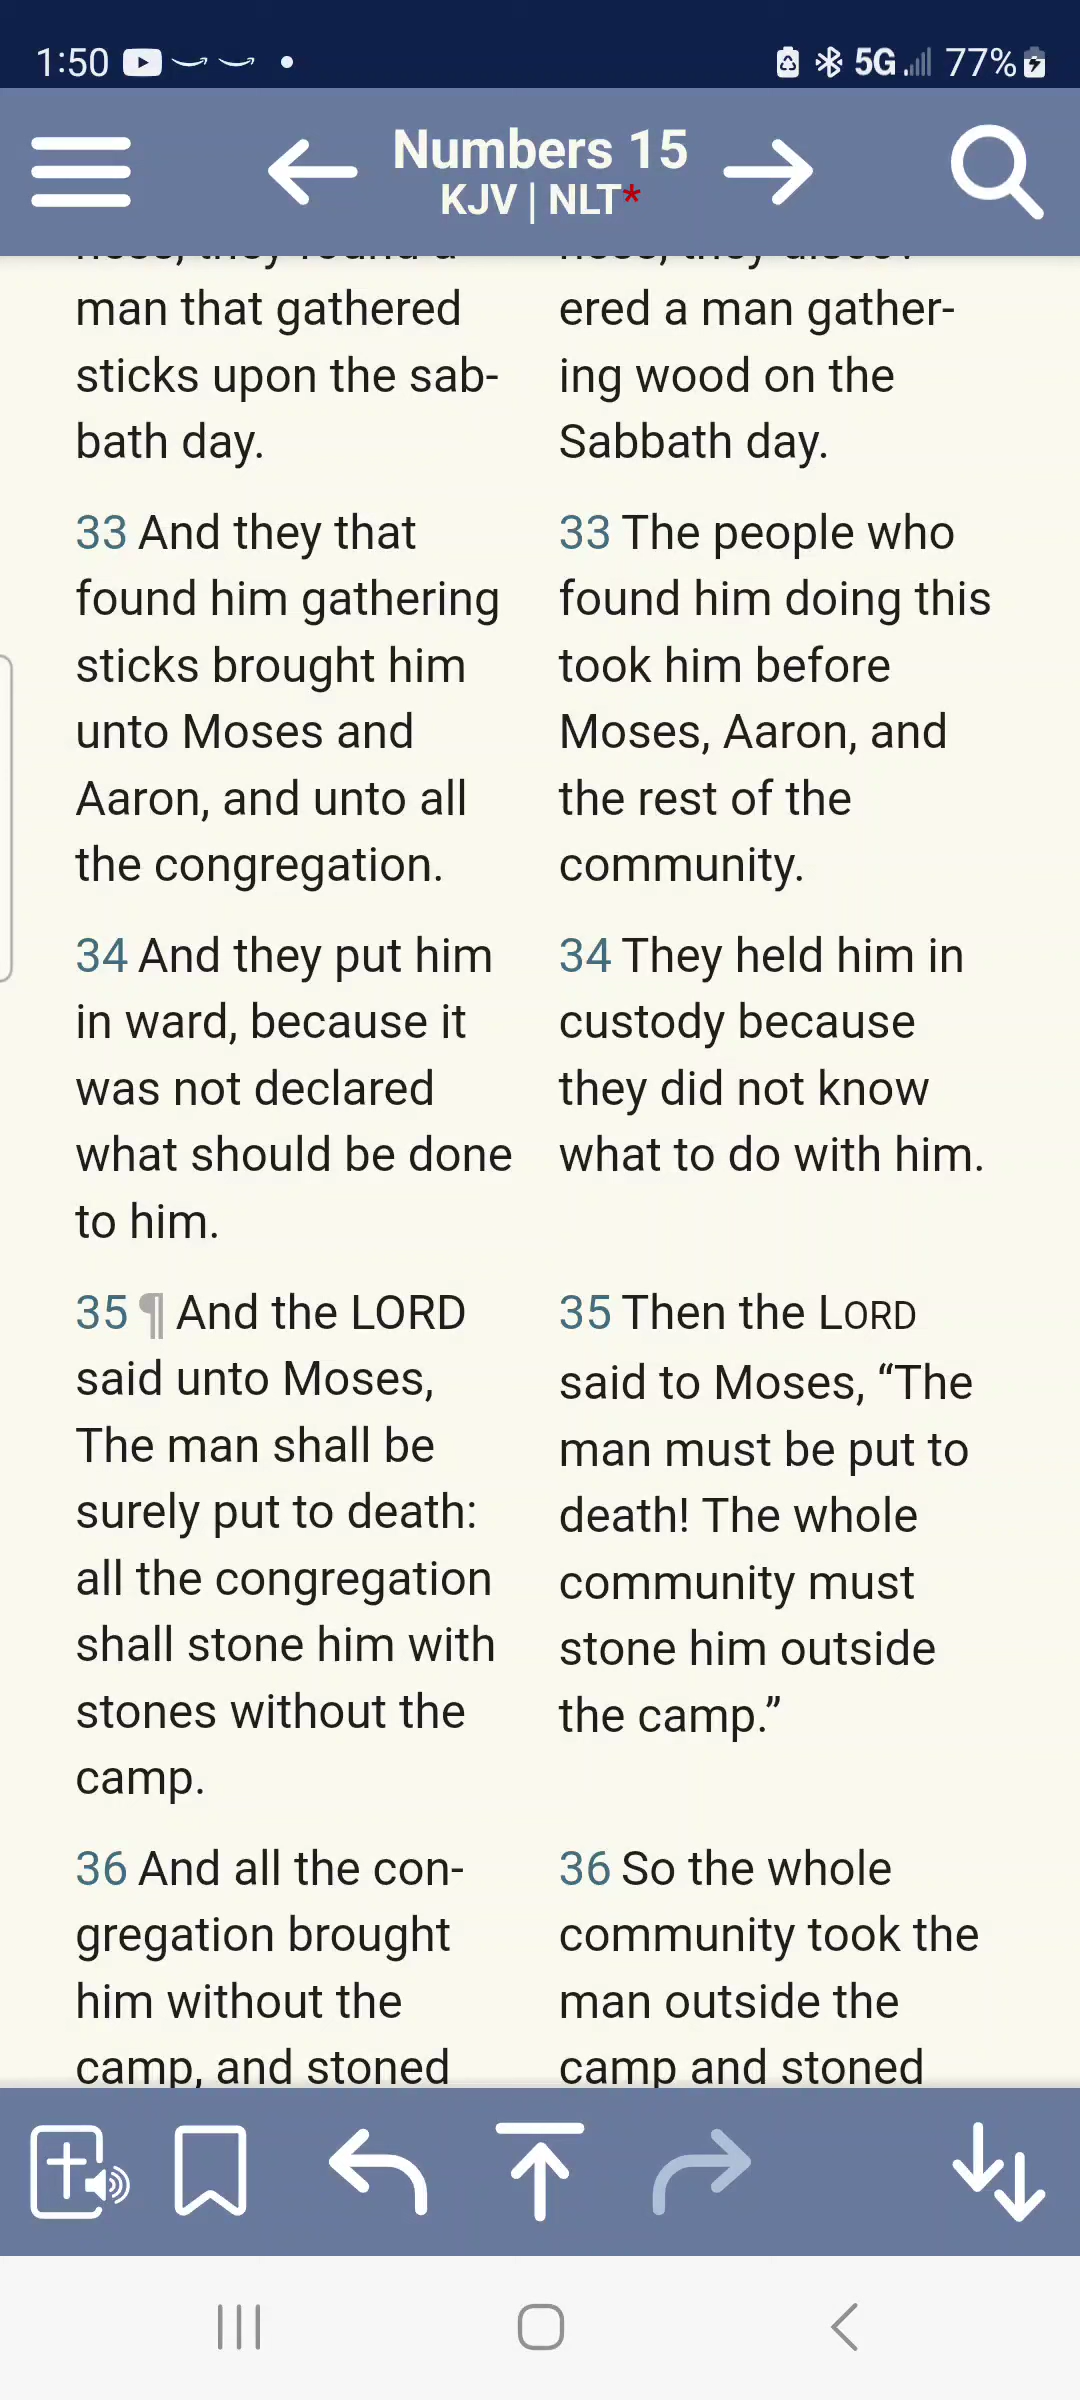 1:50
5G 77%
Numbers 15
KJV | NLT*
man that gathered
sticks upon the sab-
bath day.
33 And they that
found him gathering
sticks brought him
unto Moses and
Aaron, and unto all
the congregation.
34 And they put him
in ward, because it
was not declared
what should be done
to him.
35 ¶ And the LORD
said unto Moses,
The man shall be
surely put to death:
all the congregation
shall stone him with
stones without the
camp.
36 And all the con-
gregation brought
him without the
camp, and stoned
ered a man gather-
ing wood on the
Sabbath day.
33 The people who
found him doing this
took him before
Moses, Aaron, and
the rest of the
community.
34 They held him in
custody because
they did not know
what to do with him.
35 Then the LORD
said to Moses, “The
man must be put to
death! The whole
community must
stone him outside
the camp.”
36 So the whole
community took the
man outside the
camp and stoned